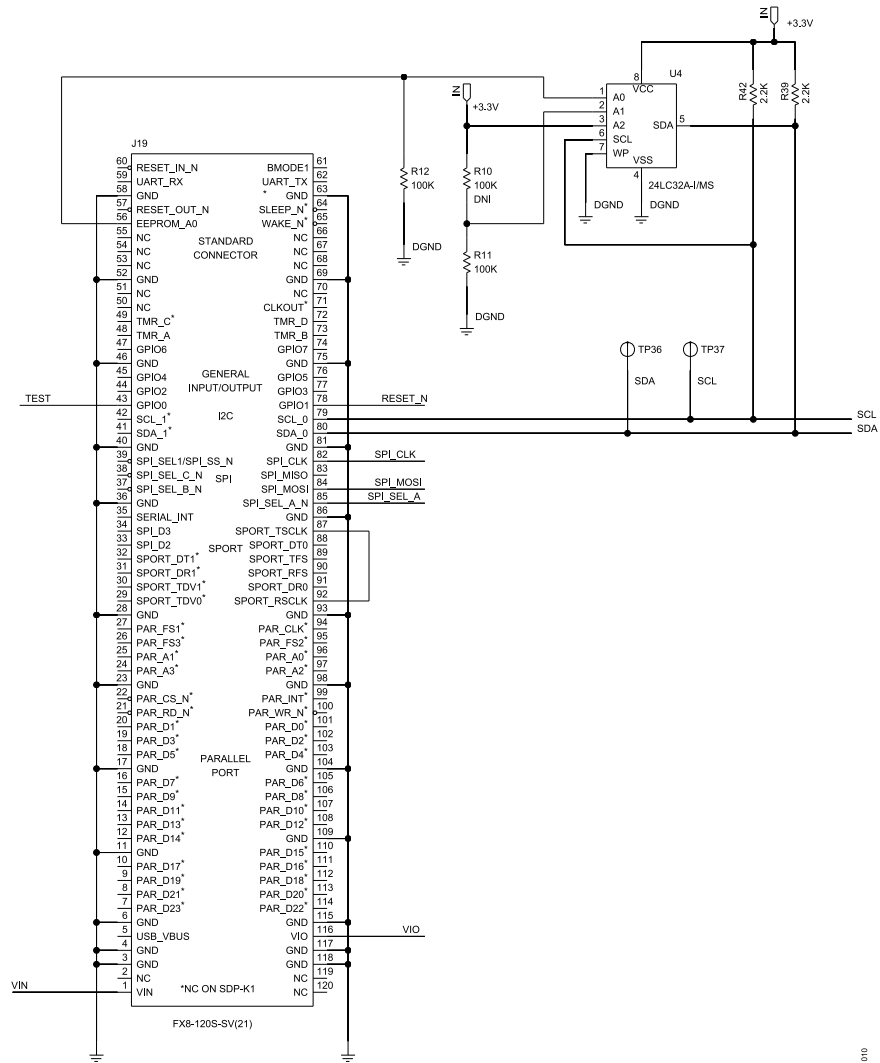 IN
+3.3V
U4
8
VCC
1
A0
2
A1
3
A2
6
SCL
7
WP
SDA
5
VSS
4
24LC32A-I/MS
DGND
DGND
R42
2.2K
R39
2.2K
IN
+3.3V
R12
100K
DGND
R10
100K
DNI
R11
100K
DGND
TP36
SDA
TP37
SCL
SCL
SDA
J19
60 RESET_IN_N BMODE1 61
59 UART_RX UART_TX 62
58 GND * GND 63
57 RESET_OUT_N SLEEP_N* 64
56 EEPROM_A0 WAKE_N* 65
55 NC NC 66
54 NC NC 67
53 NC NC 68
52 GND GND 69
51 NC NC 70
50 NC CLKOUT* 71
49 TMR_C* TMR_D 72
48 TMR_A TMR_B 73
47 GPIO6 GPIO7 74
46 GND GND 75
45 GPIO4 GPIO5 76
44 GPIO2 GPIO3 77
TEST 43 GPIO0 GPIO1 78 RESET_N
42 SCL_1* SCL_0 79
41 SDA_1* SDA_0 80
40 GND GND 81
39 SPI_SEL1/SPI_SS_N SPI_CLK 82 SPI_CLK
38 SPI_SEL_C_N SPI_MISO 83
37 SPI_SEL_B_N SPI_MOSI 84 SPI_MOSI
36 GND SPI_SEL_A_N 85 SPI_SEL_A
35 SERIAL_INT GND 86
34 SPI_D3 SPORT_TSCLK 87
33 SPI_D2 SPORT_DT0 88
32 SPORT_DT1* SPORT_TFS 89
31 SPORT_DR1* SPORT_RFS 90
30 SPORT_TDV1* SPORT_DR0 91
29 SPORT_TDV0* SPORT_RSCLK 92
28 GND GND 93
27 PAR_FS1* PAR_CLK* 94
26 PAR_FS3* PAR_FS2* 95
25 PAR_A1* PAR_A0* 96
24 PAR_A3* PAR_A2* 97
23 GND GND 98
22 PAR_CS_N* PAR_INT* 99
21 PAR_RD_N* PAR_WR_N* 100
20 PAR_D1* PAR_D0* 101
19 PAR_D3* PAR_D2* 102
18 PAR_D5* PAR_D4* 103
17 GND GND 104
16 PAR_D7* PAR_D6* 105
15 PAR_D9* PAR_D8* 106
14 PAR_D11* PAR_D10* 107
13 PAR_D13* PAR_D12* 108
12 PAR_D14* GND 109
11 GND PAR_D15* 110
10 PAR_D17* PAR_D16* 111
9 PAR_D19* PAR_D18* 112
8 PAR_D21* PAR_D20* 113
7 PAR_D23* PAR_D22* 114
6 GND GND 115
5 USB_VBUS VIO 116 VIO
4 GND GND 117
3 GND GND 118
2 NC NC 119
VIN 1 VIN *NC ON SDP-K1 NC 120
STANDARD
CONNECTOR
GENERAL
INPUT/OUTPUT
I2C
SPI
SPORT
PARALLEL
PORT
FX8-120S-SV(21)
010